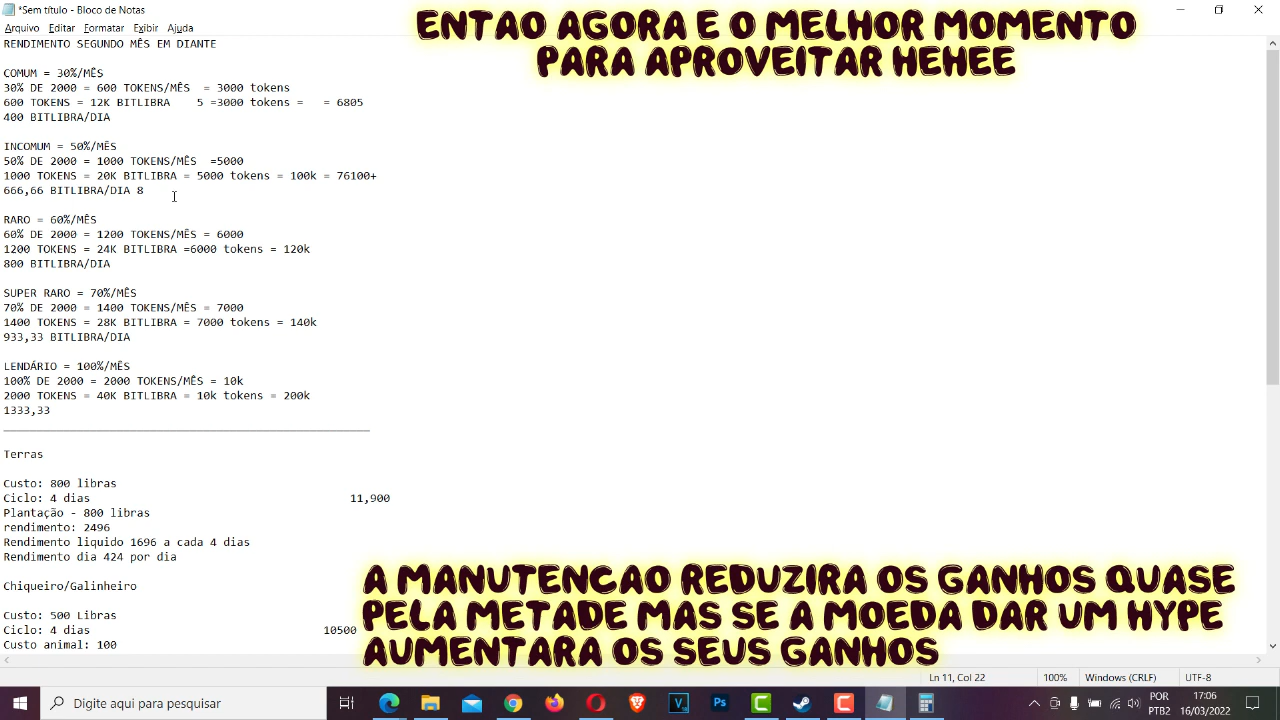 *Sem título - Bloco de Notas
ENTAO AGORA E O MELHOR MOMENTO
PARA APROVEITAR HEHEE
Arquivo Editar Formatar Exibir Ajuda
RENDIMENTO SEGUNDO MÊS EM DIANTE
COMUM = 30%/MÊS
30% DE 2000 = 600 TOKENS/MÊS = 3000 tokens
600 TOKENS = 12K BITLIBRA 5 =3000 tokens = = 6805
400 BITLIBRA/DIA
INCOMUM = 50%/MÊS
50% DE 2000 = 1000 TOKENS/MÊS =5000
1000 TOKENS = 20K BITLIBRA = 5000 tokens = 100k = 76100+
666,66 BITLIBRA/DIA 8
RARO = 60%/MÊS
60% DE 2000 = 1200 TOKENS/MÊS = 6000
1200 TOKENS = 24K BITLIBRA =6000 tokens = 120k
800 BITLIBRA/DIA
SUPER RARO = 70%/MÊS
70% DE 2000 = 1400 TOKENS/MÊS = 7000
1400 TOKENS = 28K BITLIBRA = 7000 tokens = 140k
933,33 BITLIBRA/DIA
LENDÁRIO = 100%/MÊS
100% DE 2000 = 2000 TOKENS/MÊS = 10k
2000 TOKENS = 40K BITLIBRA = 10k tokens = 200k
1333,33
Terras
Custo: 800 libras
Ciclo: 4 dias 11,900
Plantação - 800 libras
rendimento: 2496
Rendimento liquido 1696 a cada 4 dias
Rendimento dia 424 por dia
Chiqueiro/Galinheiro
Custo: 500 Libras
Ciclo: 4 dias 10500
Custo animal: 100
A MANUTENCAO REDUZIRA OS GANHOS QUASE
PELA METADE MAS SE A MOEDA DAR UM HYPE
AUMENTARA OS SEUS GANHOS
Ln 11, Col 22 100% Windows (CRLF) UTF-8
Digite aqui para pesquisar
POR
PTB2
17:06
16/03/2022